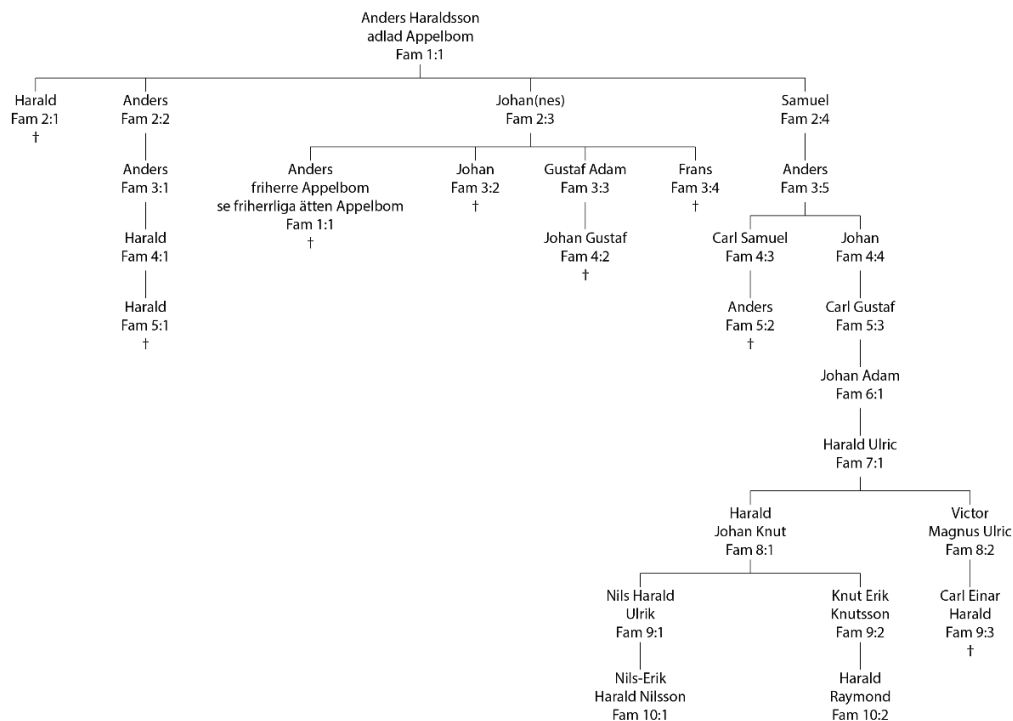 Anders Haraldsson
adlad Appelbom
Fam 1:1
Harald
Fam 2:1
†
Anders
Fam 2:2
Johan(nes)
Fam 2:3
Samuel
Fam 2:4
Anders
Fam 3:1
Anders
friherre Appelbom
se friherrliga ätten Appelbom
Fam 1:1
†
Johan
Fam 3:2
†
Gustaf Adam
Fam 3:3
Frans
Fam 3:4
†
Anders
Fam 3:5
Harald
Fam 4:1
Johan Gustaf
Fam 4:2
†
Carl Samuel
Fam 4:3
Johan
Fam 4:4
Harald
Fam 5:1
†
Anders
Fam 5:2
†
Carl Gustaf
Fam 5:3
Johan Adam
Fam 6:1
Harald Ulric
Fam 7:1
Harald
Johan Knut
Fam 8:1
Victor
Magnus Ulric
Fam 8:2
Nils Harald
Ulrik
Fam 9:1
Knut Erik
Knutsson
Fam 9:2
Carl Einar
Harald
Fam 9:3
†
Nils-Erik
Harald Nilsson
Fam 10:1
Harald
Raymond
Fam 10:2